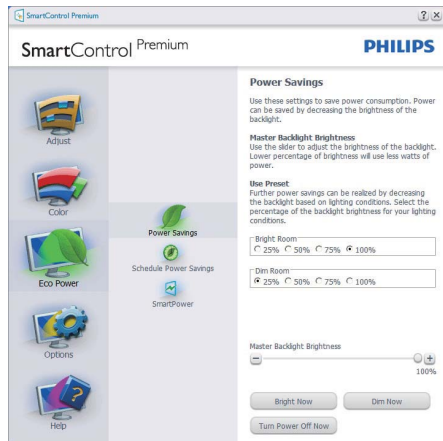 SmartControl Premium
? X
SmartControl Premium
PHILIPS
Adjust
Color
Eco Power
Options
Help
Power Savings
Schedule Power Savings
SmartPower
Power Savings
Use these settings to save power consumption. Power
can be saved by decreasing the brightness of the
backlight.
Master Backlight Brightness
Use the slider to adjust the brightness of the backlight.
Lower percentage of brightness will use less watts of
power.
Use Preset
Further power savings can be realized by decreasing
the backlight based on lighting conditions. Select the
percentage of the backlight brightness for your lighting
conditions.
Bright Room
25% 50% 75% 100%
Dim Room
25% 50% 75% 100%
Master Backlight Brightness
100%
Bright Now Dim Now
Turn Power Off Now